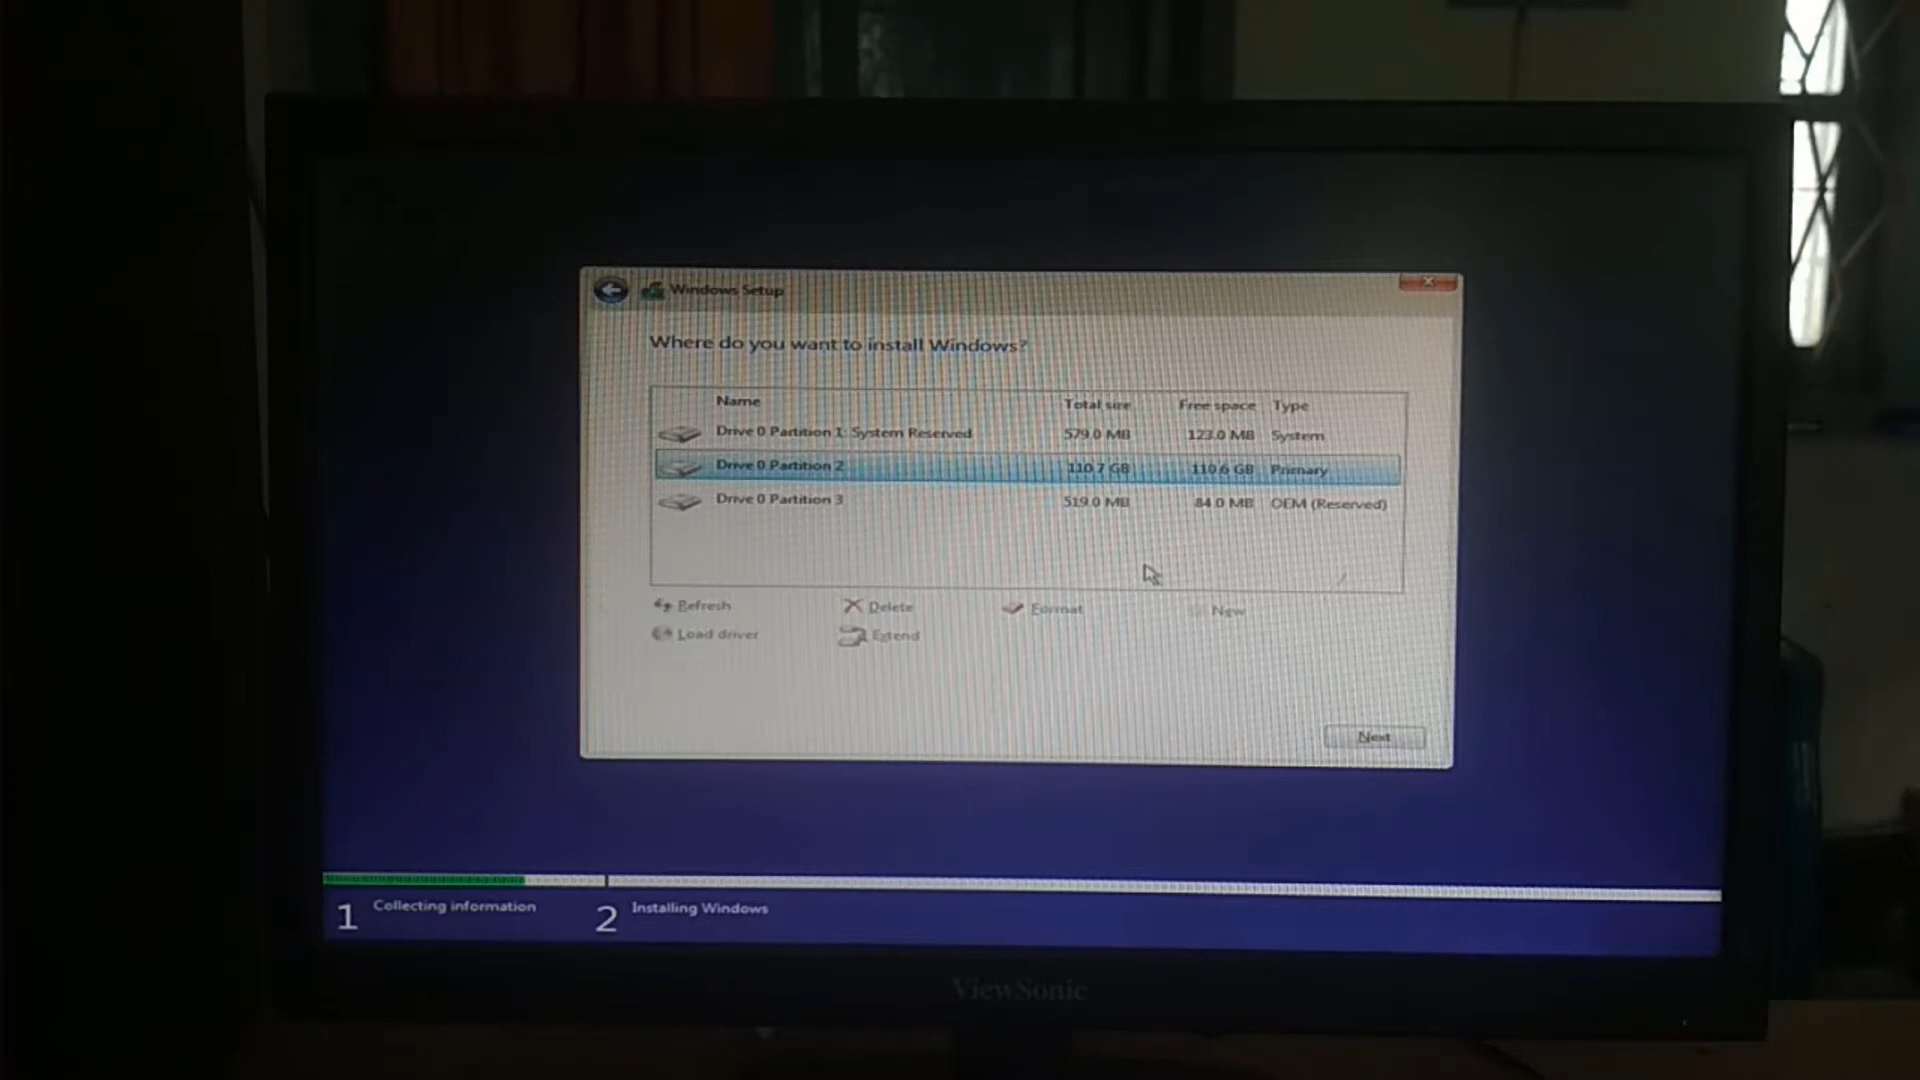 Windows Setup
Where do you want to install Windows?
Name Total size Free space Type
Drive 0 Partition 1: System Reserved 579.0 MB 123.0 MB System
Drive 0 Partition 2 110.7 GB 110.6 GB Primary
Drive 0 Partition 3 519.0 MB 84.0 MB OEM (Reserved)
Refresh Delete Format New
Load driver Extend
Next
1 Collecting information 2 Installing Windows
ViewSonic